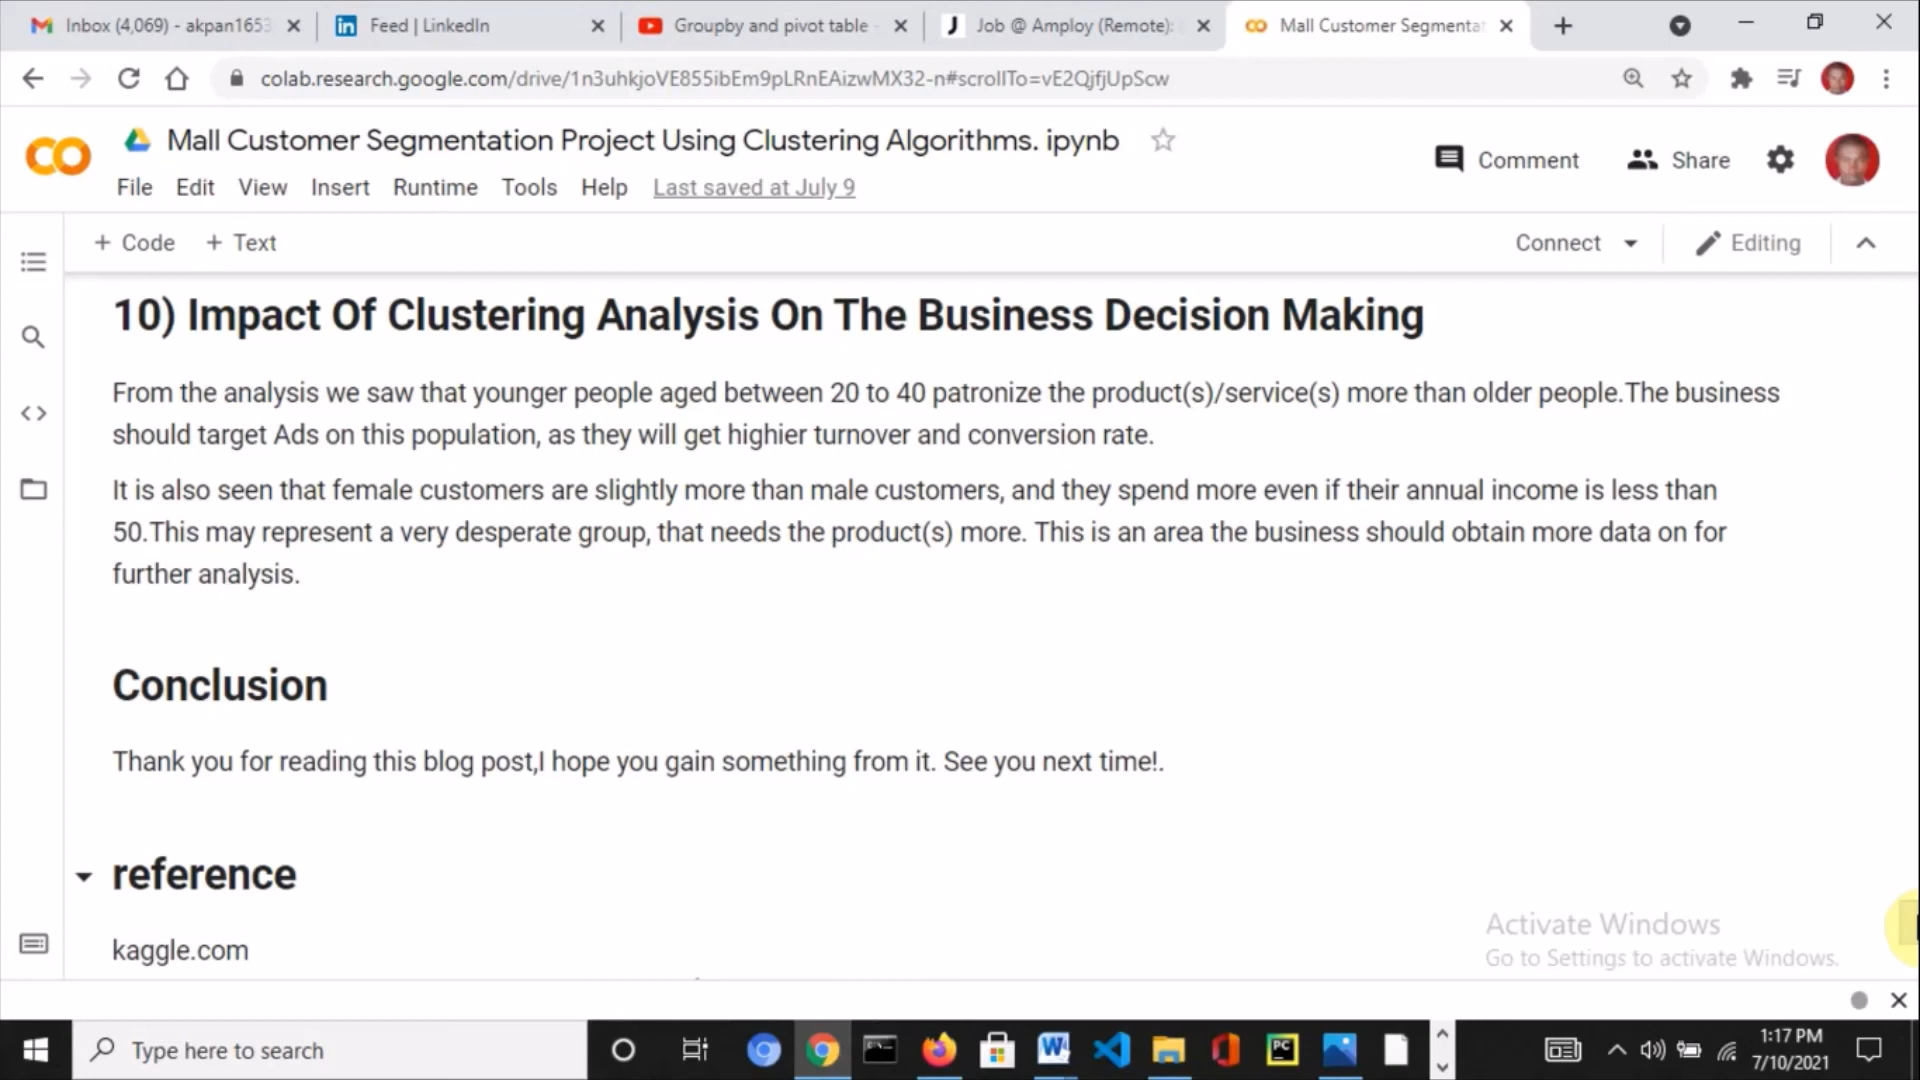 Inbox (4,069) - akpan1653
Feed | LinkedIn
Groupby and pivot table -
Job @ Amploy (Remote):
Mall Customer Segmentat
colab.research.google.com/drive/1n3uhkjoVE855ibEm9pLRnEAizwMX32-n#scrollTo=vE2QjfjUpScw
Mall Customer Segmentation Project Using Clustering Algorithms. ipynb
Comment
Share
File Edit View Insert Runtime Tools Help Last saved at July 9
+ Code + Text
Connect
Editing
10) Impact Of Clustering Analysis On The Business Decision Making
From the analysis we saw that younger people aged between 20 to 40 patronize the product(s)/service(s) more than older people.The business
should target Ads on this population, as they will get highier turnover and conversion rate.
It is also seen that female customers are slightly more than male customers, and they spend more even if their annual income is less than
50.This may represent a very desperate group, that needs the product(s) more. This is an area the business should obtain more data on for
further analysis.
Conclusion
Thank you for reading this blog post,I hope you gain something from it. See you next time!.
reference
kaggle.com
Activate Windows
Go to Settings to activate Windows.
Type here to search
1:17 PM
7/10/2021